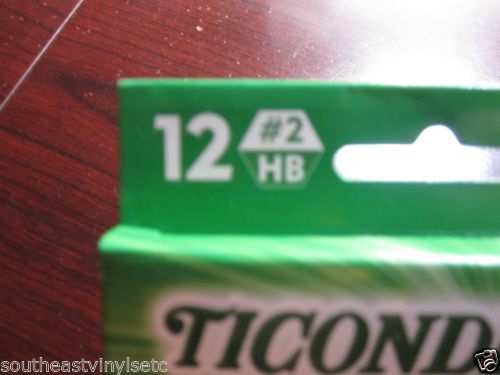 12 #2
HB
TICOND
southeastvinylsetc